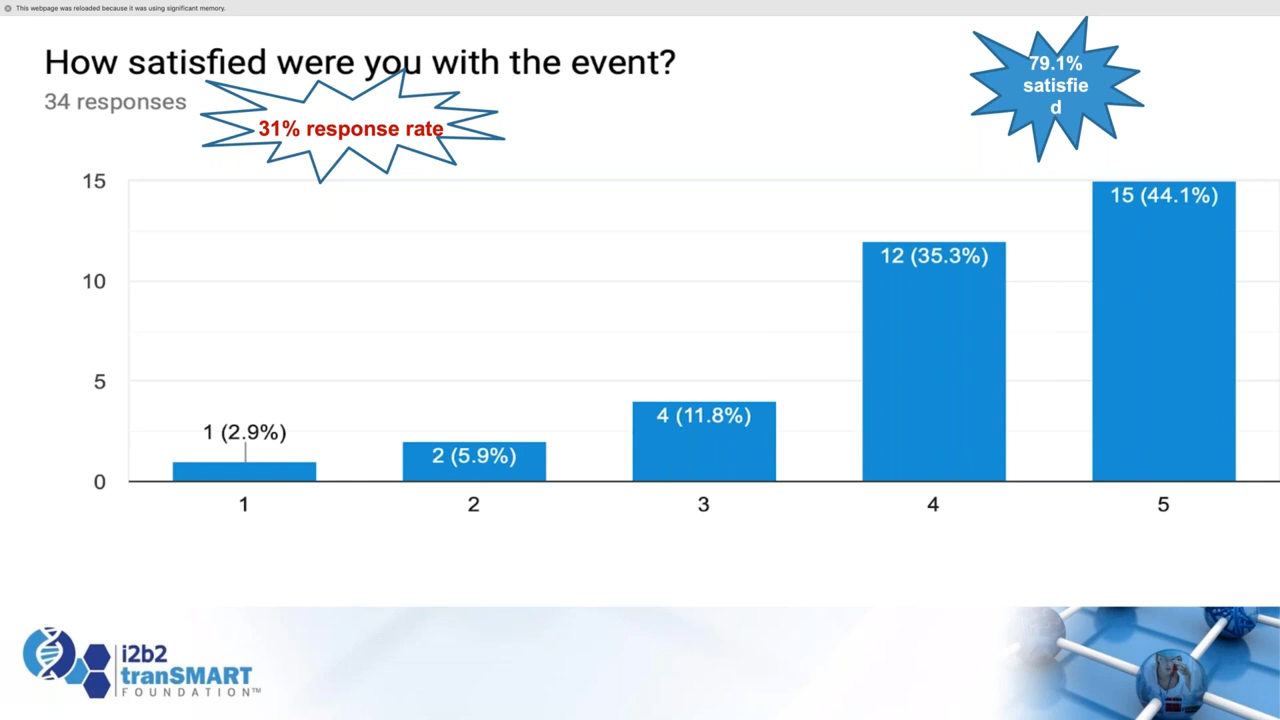 This webpage was reloaded because it was using significant memory.
How satisfied were you with the event?
34 responses
31% response rate
79.1%
satisfie
d
15
10
5
0
1 (2.9%)
2 (5.9%)
4 (11.8%)
12 (35.3%)
15 (44.1%)
1
2
3
4
5
i2b2
tranSMART
FOUNDATION™